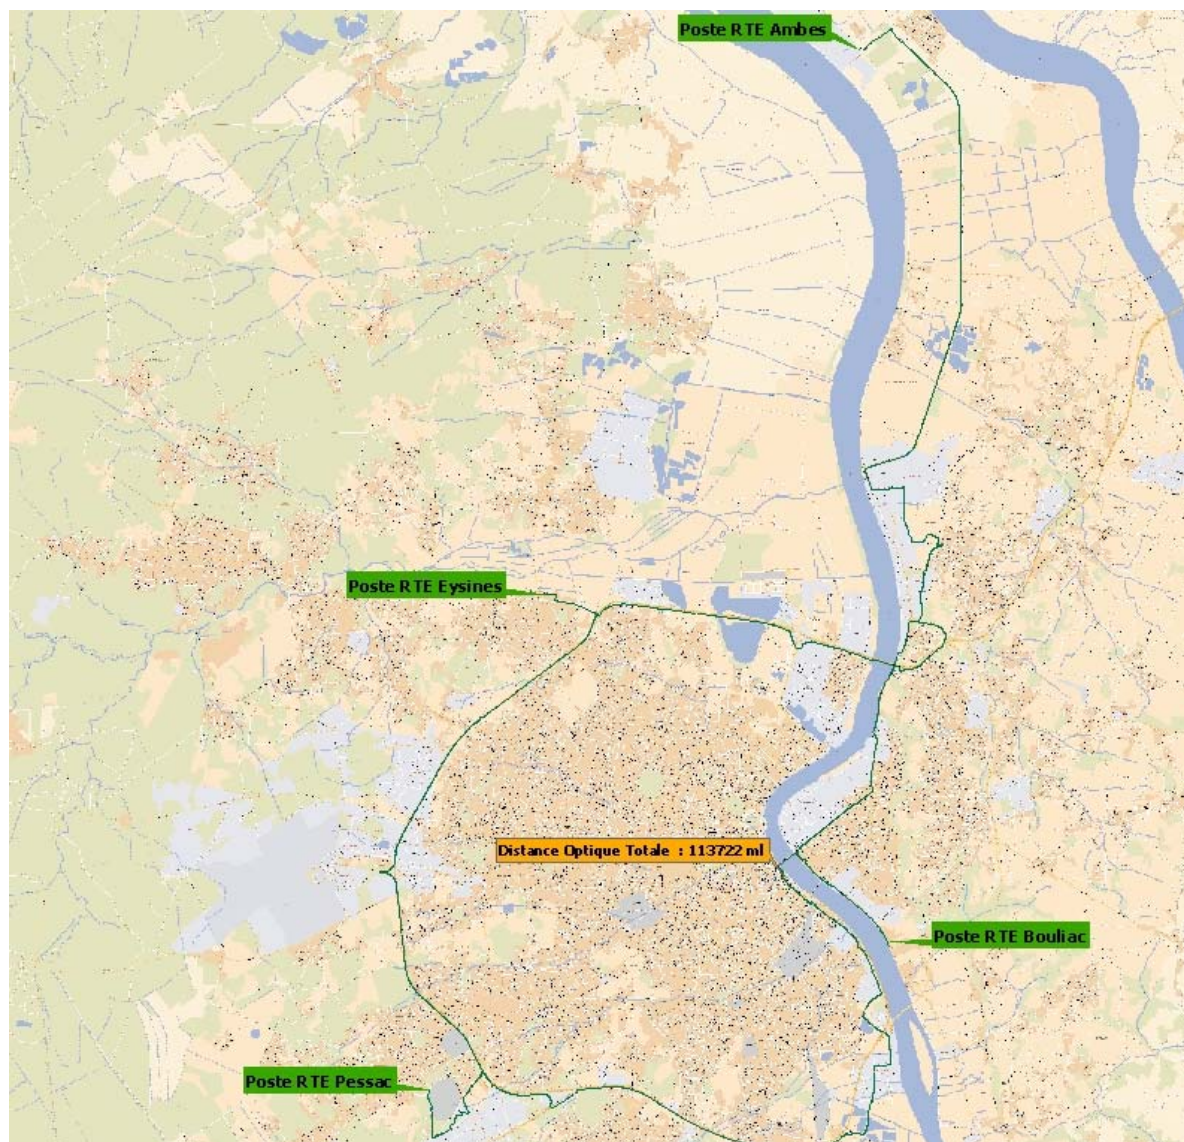 Poste RTE Ambes
Poste RTE Eysines
Distance Optique Totale : 113722 ml
Poste RTE Bouliac
Poste RTE Pessac